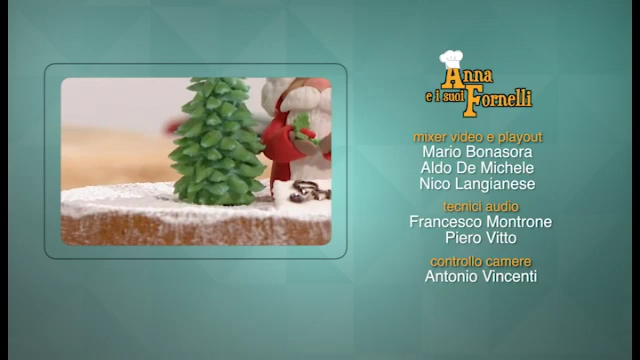 Anna
e i suoi
Fornelli
mixer video e playout
Mario Bonasora
Aldo De Michele
Nico Langianese
tecnici audio
Francesco Montrone
Piero Vitto
controllo camere
Antonio Vincenti